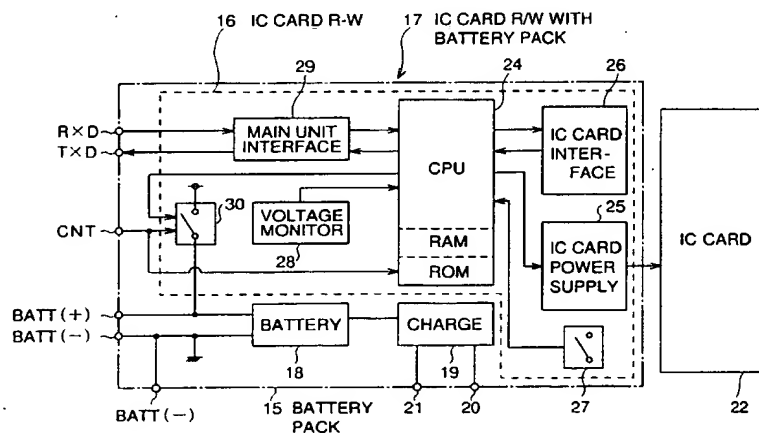 16 IC CARD R-W
17 IC CARD R/W WITH
BATTERY PACK
29
24
26
R×D
T×D
MAIN UNIT
INTERFACE
CPU
IC CARD
INTER-
FACE
30
VOLTAGE
MONITOR
28
CNT
RAM
ROM
25
IC CARD
POWER
SUPPLY
IC CARD
BATT (+)
BATT (-)
BATTERY
CHARGE
18
19
27
22
BATT (-)
15 BATTERY
PACK
21
20